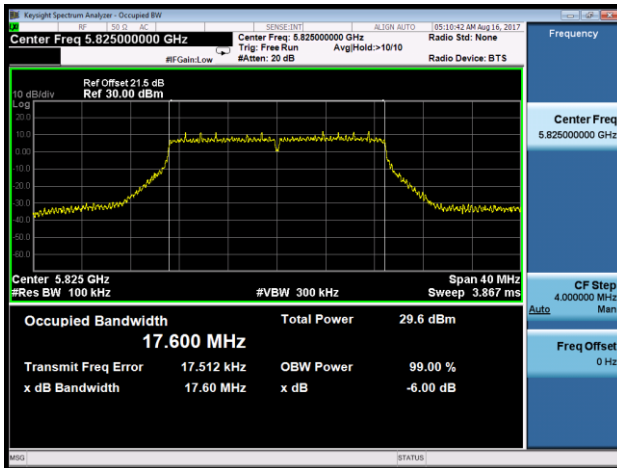 Keysight Spectrum Analyzer - Occupied BW
RF 50 Ω AC SENSE:INT ALIGN AUTO 05:10:42 AM Aug 16, 2017
Center Freq 5.825000000 GHz
Center Freq: 5.825000000 GHz Radio Std: None
Trig: Free Run Avg|Hold:>10/10
#IFGain:Low #Atten: 20 dB Radio Device: BTS
Ref Offset 21.5 dB
10 dB/div Ref 30.00 dBm
Log
20.0
10.0
0.00
-10.0
-20.0
-30.0
-40.0
-50.0
-60.0
Center 5.825 GHz Span 40 MHz
#Res BW 100 kHz #VBW 300 kHz Sweep 3.867 ms
Occupied Bandwidth Total Power 29.6 dBm
17.600 MHz
Transmit Freq Error 17.512 kHz OBW Power 99.00 %
x dB Bandwidth 17.60 MHz x dB -6.00 dB
MSG STATUS
Frequency
Center Freq
5.825000000 GHz
CF Step
4.000000 MHz
Auto Man
Freq Offset
0 Hz